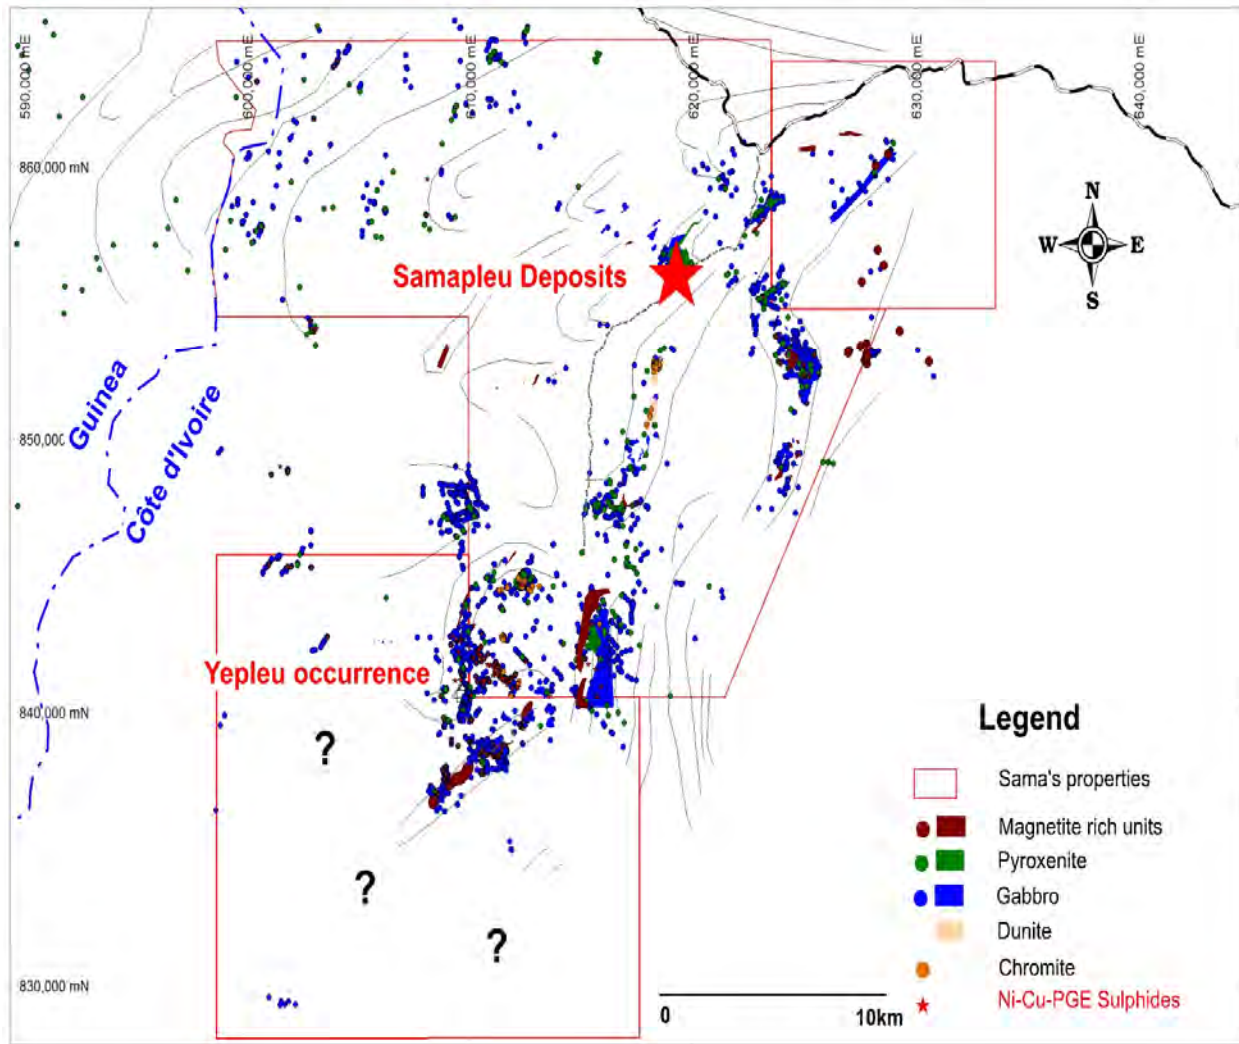 590,000 mE
600,000 mE
610,000 mE
620,000 mE
630,000 mE
640,000 mE
860,000 mN
N
W E
S
Samapleu Deposits
Guinea
Côte d'Ivoire
850,000
Yepleu occurrence
840,000 mN
?
?
?
830,000 mN
Legend
Sama's properties
Magnetite rich units
Pyroxenite
Gabbro
Dunite
Chromite
Ni-Cu-PGE Sulphides
0 10km